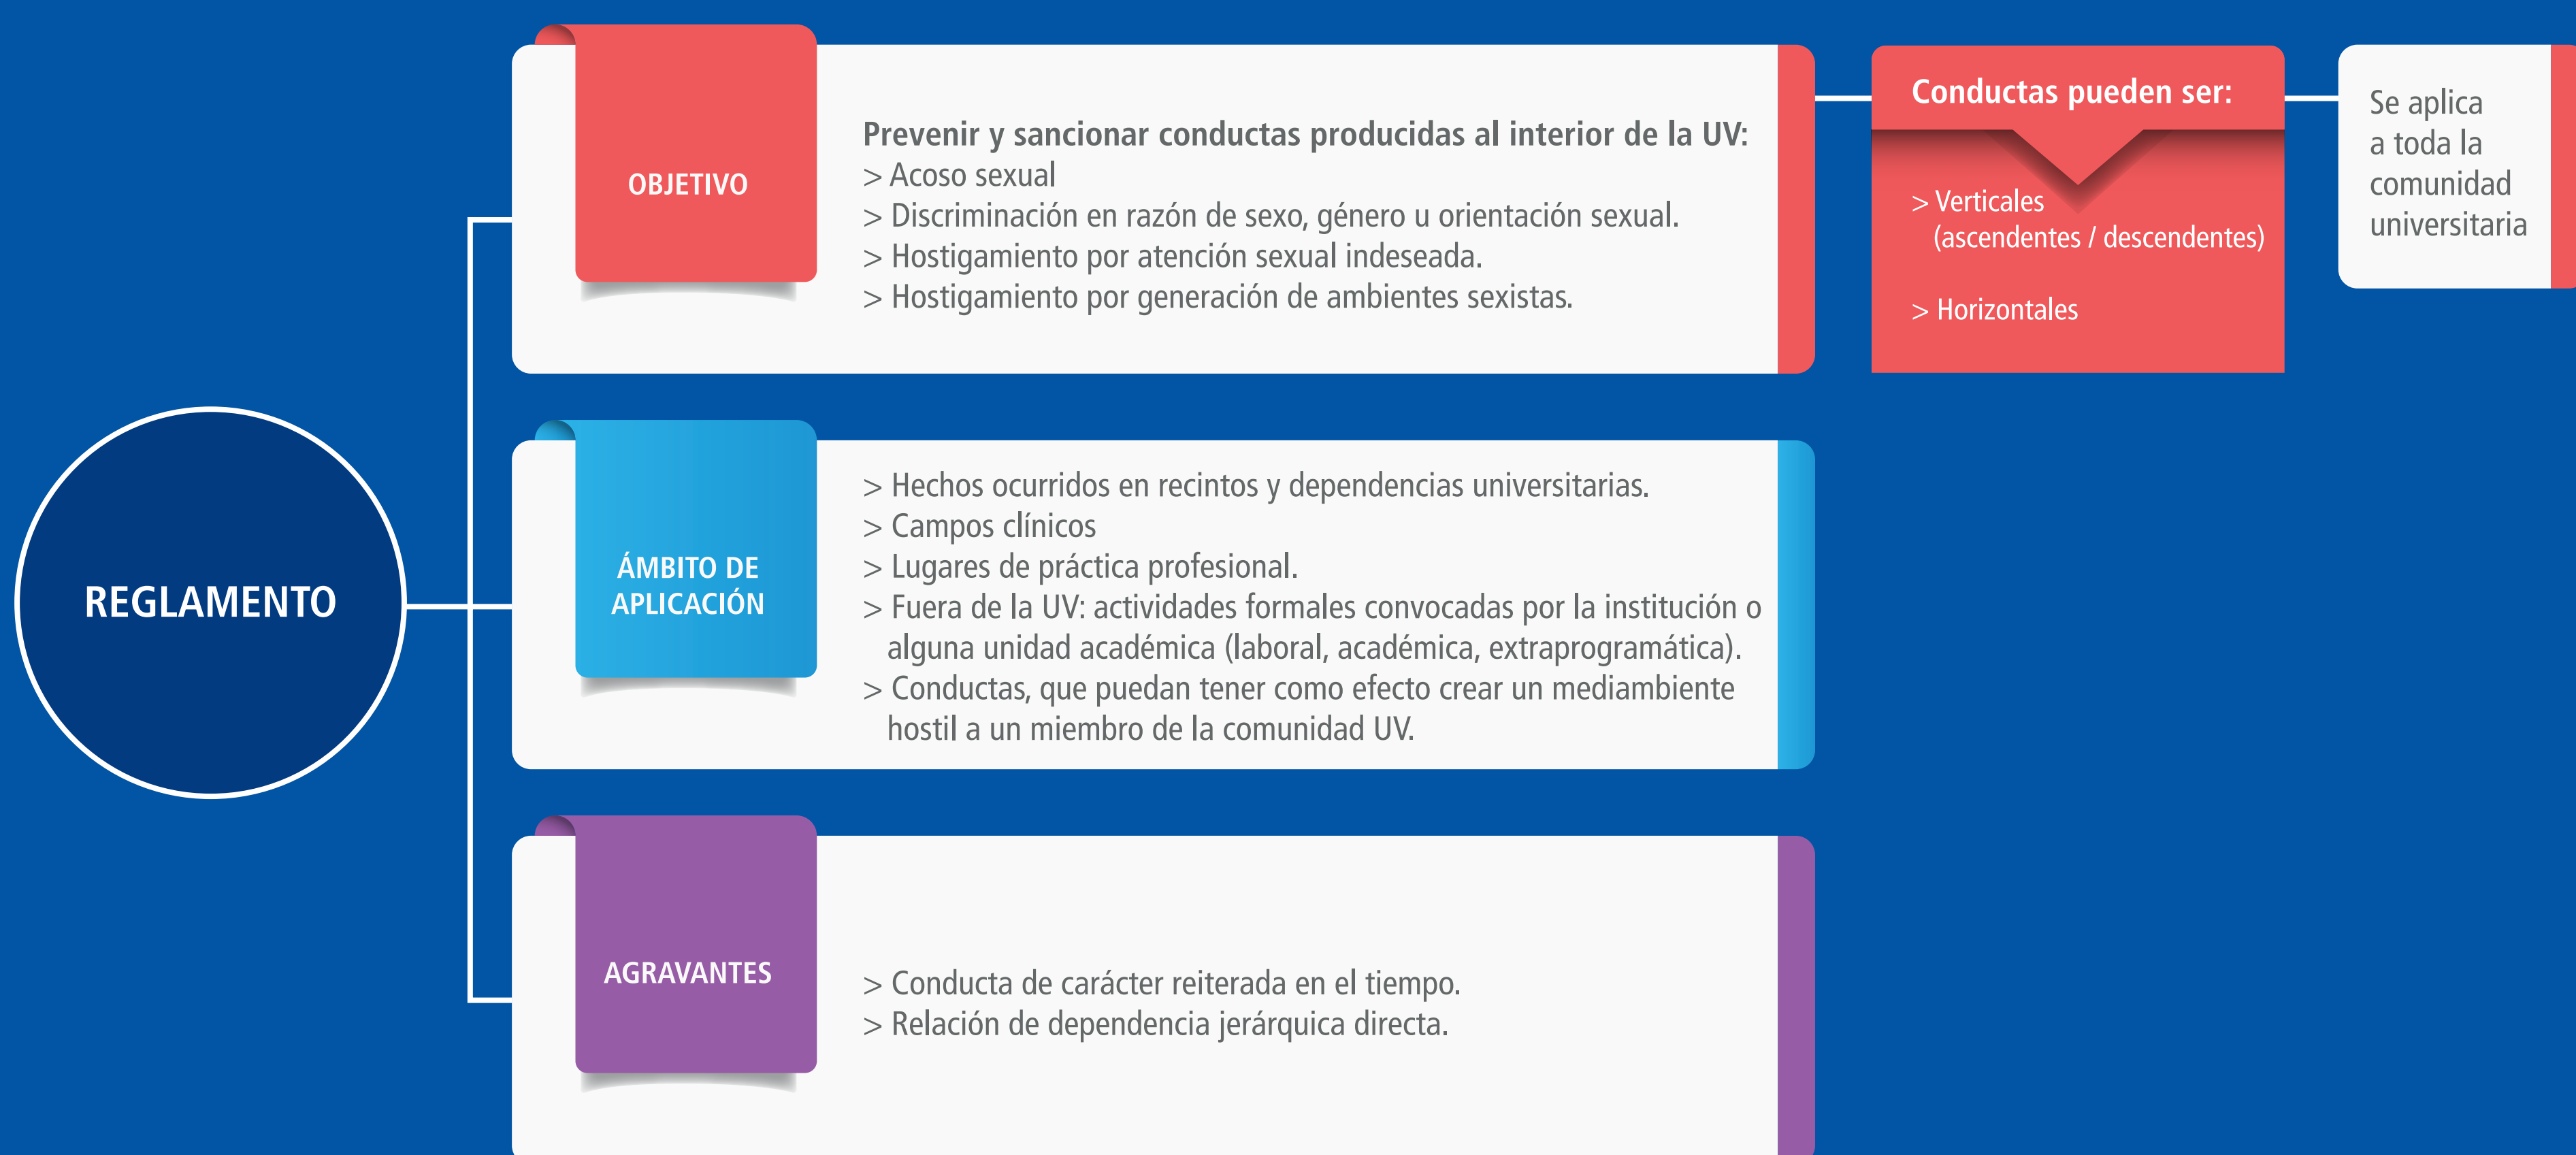 REGLAMENTO
OBJETIVO
Prevenir y sancionar conductas producidas al interior de la UV:
> Acoso sexual
> Discriminación en razón de sexo, género u orientación sexual.
> Hostigamiento por atención sexual indeseada.
> Hostigamiento por generación de ambientes sexistas.
Conductas pueden ser:
> Verticales
(ascendentes / descendentes)
> Horizontales
Se aplica
a toda la
comunidad
universitaria
ÁMBITO DE
APLICACIÓN
> Hechos ocurridos en recintos y dependencias universitarias.
> Campos clínicos
> Lugares de práctica profesional.
> Fuera de la UV: actividades formales convocadas por la institución o
alguna unidad académica (laboral, académica, extraprogramática).
> Conductas, que puedan tener como efecto crear un mediambiente
hostil a un miembro de la comunidad UV.
AGRAVANTES
> Conducta de carácter reiterada en el tiempo.
> Relación de dependencia jerárquica directa.